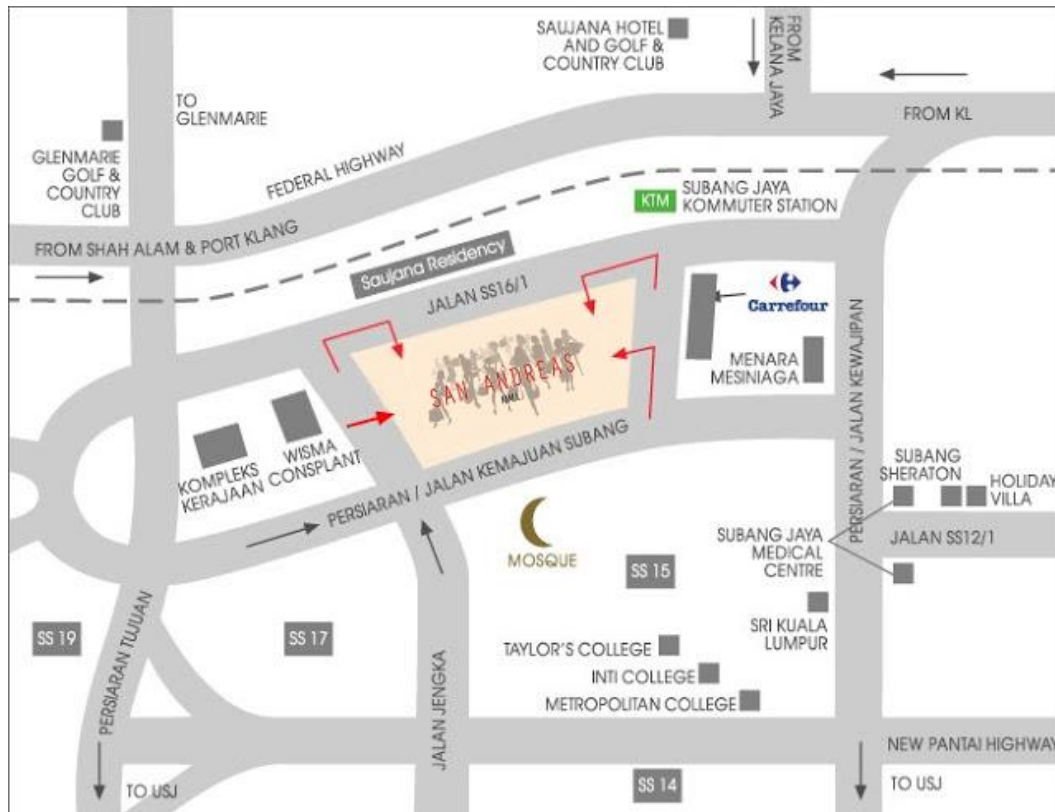 SAUJANA HOTEL
AND GOLF &
COUNTRY CLUB
FROM
KELANA JAYA
TO
GLENMARIE
FROM KL
GLENMARIE
GOLF &
COUNTRY
CLUB
FEDERAL HIGHWAY
KTM
SUBANG JAYA
KOMMUTER STATION
FROM SHAH ALAM & PORT KLANG
Saujana Residency
JALAN SS16/1
Carrefour
SAN ANDREAS
MALL
MENARA
MESINIAGA
PERSIARAN / JALAN KEWAJIPAN
KOMPLEKS
KERAJAAN
WISMA
CONSPLANT
PERSIARAN / JALAN KEMAJUAN SUBANG
SUBANG
SHERATON
HOLIDAY
VILLA
MOSQUE
SUBANG JAYA
MEDICAL
CENTRE
JALAN SS12/1
SS 15
SS 19
SS 17
SRI KUALA
LUMPUR
PERSIARAN TUJUAN
TAYLOR'S COLLEGE
INTI COLLEGE
METROPOLITAN COLLEGE
JALAN JENGKA
NEW PANTAI HIGHWAY
TO USJ
SS 14
TO USJ